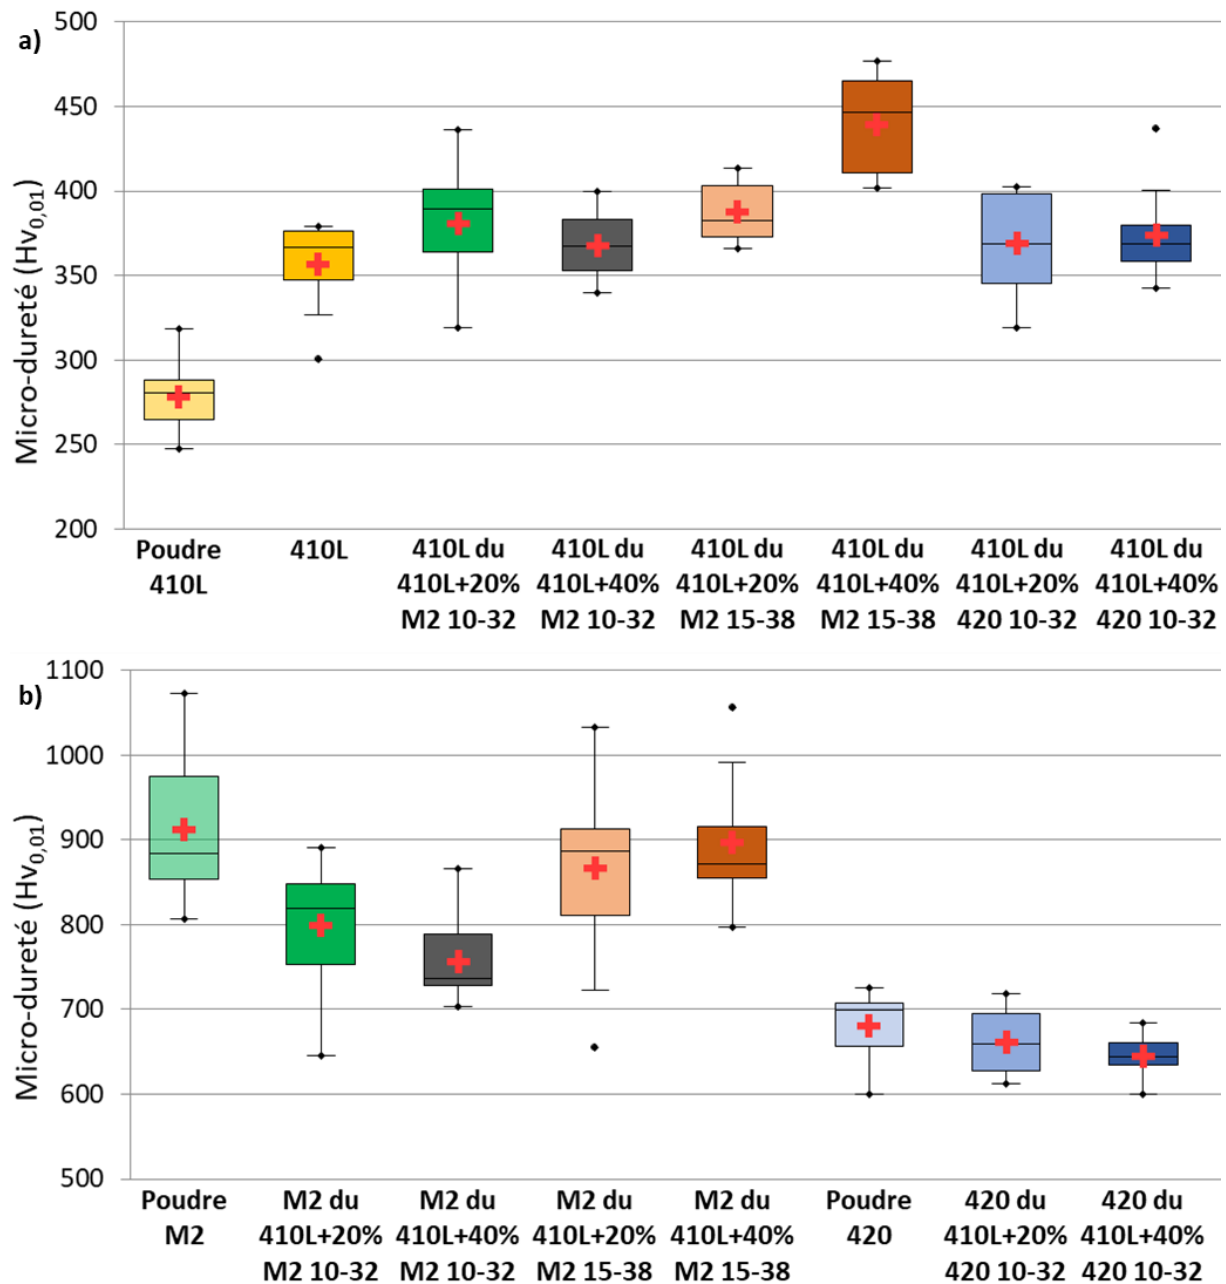 a)
Micro-dureté (Hv0,01)
500
450
400
350
300
250
200
Poudre 410L
410L
410L du 410L+20% M2 10-32
410L du 410L+40% M2 10-32
410L du 410L+20% M2 15-38
410L du 410L+40% M2 15-38
410L du 410L+20% 420 10-32
410L du 410L+40% 420 10-32
b)
Micro-dureté (Hv0,01)
1100
1000
900
800
700
600
500
Poudre M2
M2 du 410L+20% M2 10-32
M2 du 410L+40% M2 10-32
M2 du 410L+20% M2 15-38
M2 du 410L+40% M2 15-38
Poudre 420
420 du 410L+20% 420 10-32
420 du 410L+40% 420 10-32